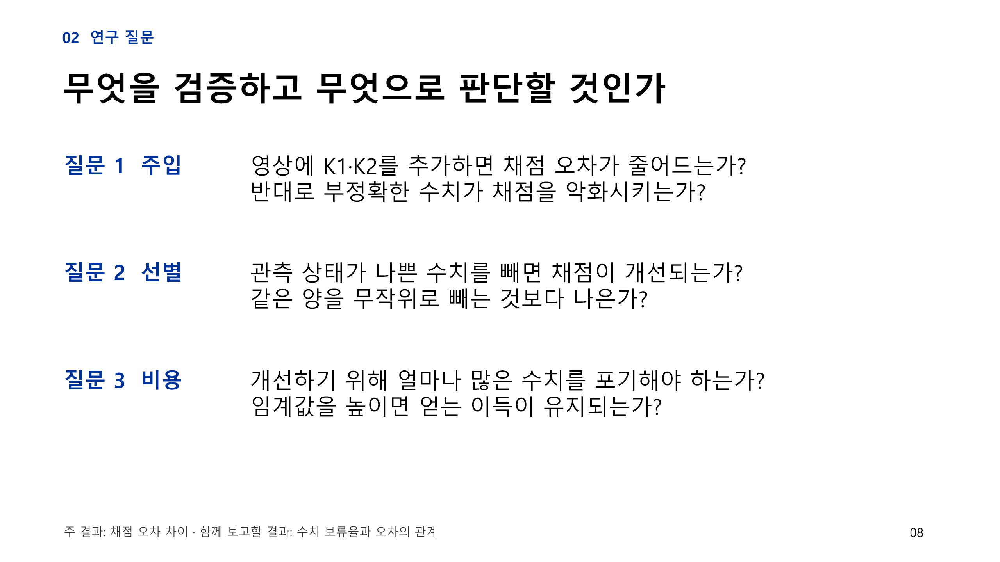 02 연구 질문
무엇을 검증하고 무엇으로 판단할 것인가
질문 1 주입
영상에 K1·K2를 추가하면 채점 오차가 줄어드는가?
반대로 부정확한 수치가 채점을 악화시키는가?
질문 2 선별
관측 상태가 나쁜 수치를 빼면 채점이 개선되는가?
같은 양을 무작위로 빼는 것보다 나은가?
질문 3 비용
개선하기 위해 얼마나 많은 수치를 포기해야 하는가?
임계값을 높이면 얻는 이득이 유지되는가?
주 결과: 채점 오차 차이 · 함께 보고할 결과: 수치 보류율과 오차의 관계
08